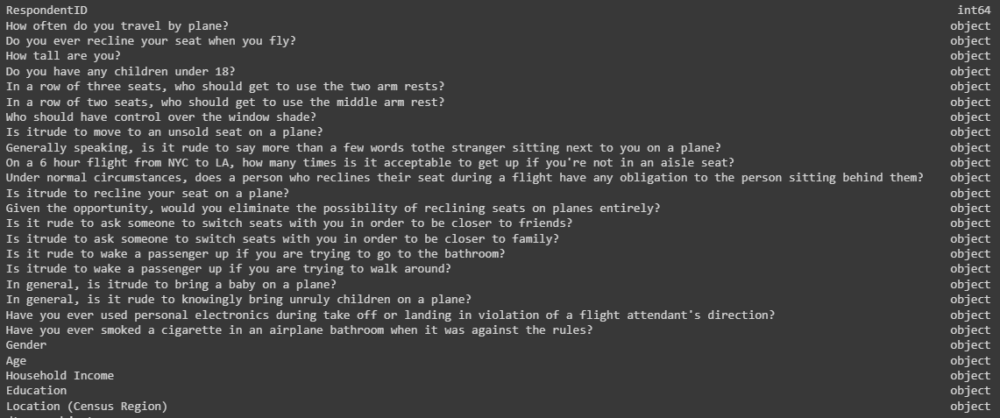 RespondentID int64
How often do you travel by plane? object
Do you ever recline your seat when you fly? object
How tall are you? object
Do you have any children under 18? object
In a row of three seats, who should get to use the two arm rests? object
In a row of two seats, who should get to use the middle arm rest? object
Who should have control over the window shade? object
Is itrude to move to an unsold seat on a plane? object
Generally speaking, is it rude to say more than a few words tothe stranger sitting next to you on a plane? object
On a 6 hour flight from NYC to LA, how many times is it acceptable to get up if you're not in an aisle seat? object
Under normal circumstances, does a person who reclines their seat during a flight have any obligation to the person sitting behind them? object
Is itrude to recline your seat on a plane? object
Given the opportunity, would you eliminate the possibility of reclining seats on planes entirely? object
Is it rude to ask someone to switch seats with you in order to be closer to friends? object
Is itrude to ask someone to switch seats with you in order to be closer to family? object
Is it rude to wake a passenger up if you are trying to go to the bathroom? object
Is itrude to wake a passenger up if you are trying to walk around? object
In general, is itrude to bring a baby on a plane? object
In general, is it rude to knowingly bring unruly children on a plane? object
Have you ever used personal electronics during take off or landing in violation of a flight attendant's direction? object
Have you ever smoked a cigarette in an airplane bathroom when it was against the rules? object
Gender object
Age object
Household Income object
Education object
Location (Census Region) object